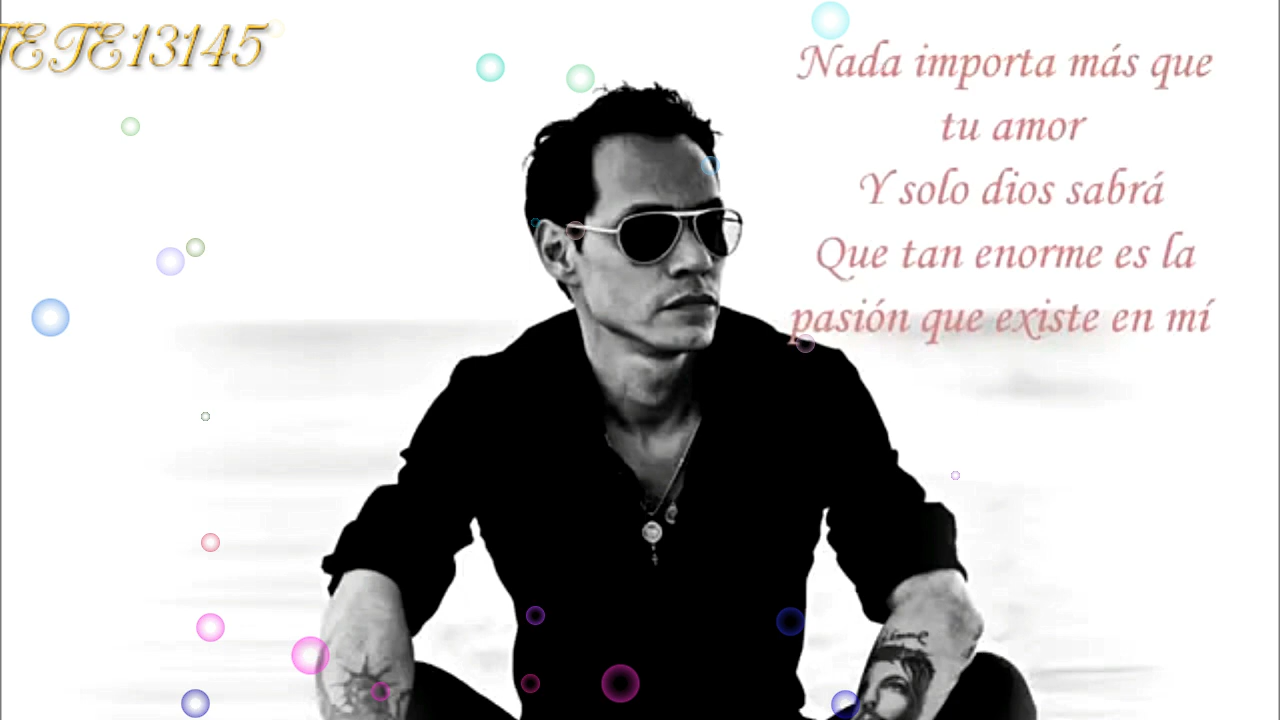 TETE13145
Nada importa más que
tu amor
Y solo dios sabrá
Que tan enorme es la
pasión que existe en mí